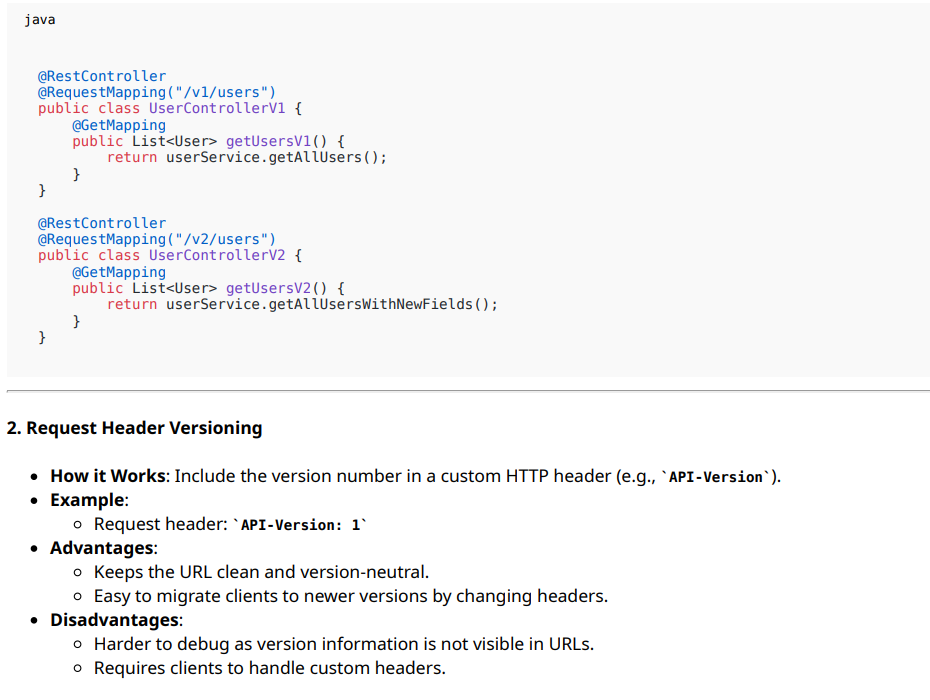 java
@RestController
@RequestMapping("/v1/users")
public class UserControllerV1 {
    @GetMapping
    public List<User> getUsersV1() {
        return userService.getAllUsers();
    }
}
@RestController
@RequestMapping("/v2/users")
public class UserControllerV2 {
    @GetMapping
    public List<User> getUsersV2() {
        return userService.getAllUsersWithNewFields();
    }
}
2. Request Header Versioning
• How it Works: Include the version number in a custom HTTP header (e.g., `API-Version`).
• Example:
◦ Request header: `API-Version: 1`
• Advantages:
◦ Keeps the URL clean and version-neutral.
◦ Easy to migrate clients to newer versions by changing headers.
• Disadvantages:
◦ Harder to debug as version information is not visible in URLs.
◦ Requires clients to handle custom headers.